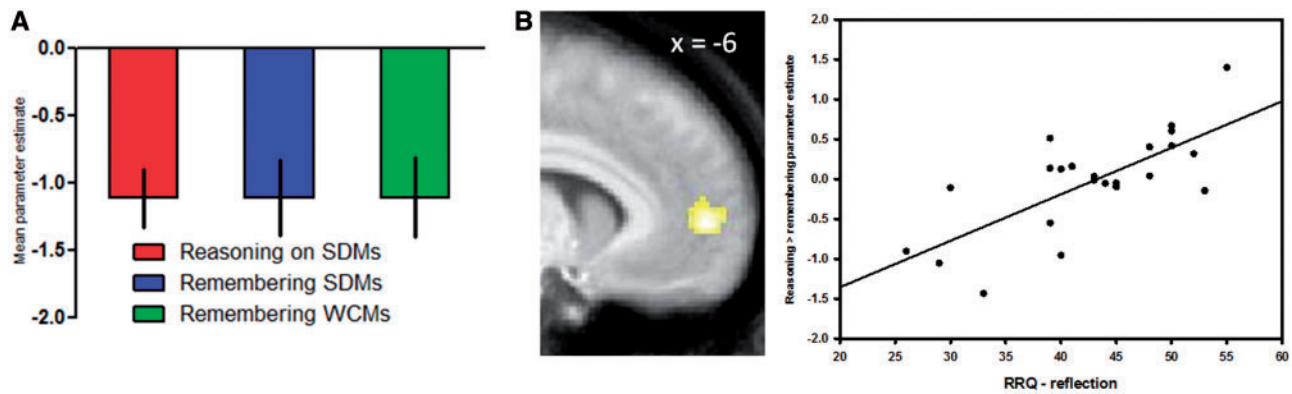 A
Mean parameter estimate
0.0
-0.5
-1.0
-1.5
-2.0
Reasoning on SDMs
Remembering SDMs
Remembering WCMs
B
x = -6
Reasoning > remembering parameter estimate
2.0
1.5
1.0
0.5
0.0
-0.5
-1.0
-1.5
-2.0
20 25 30 35 40 45 50 55 60
RRQ - reflection